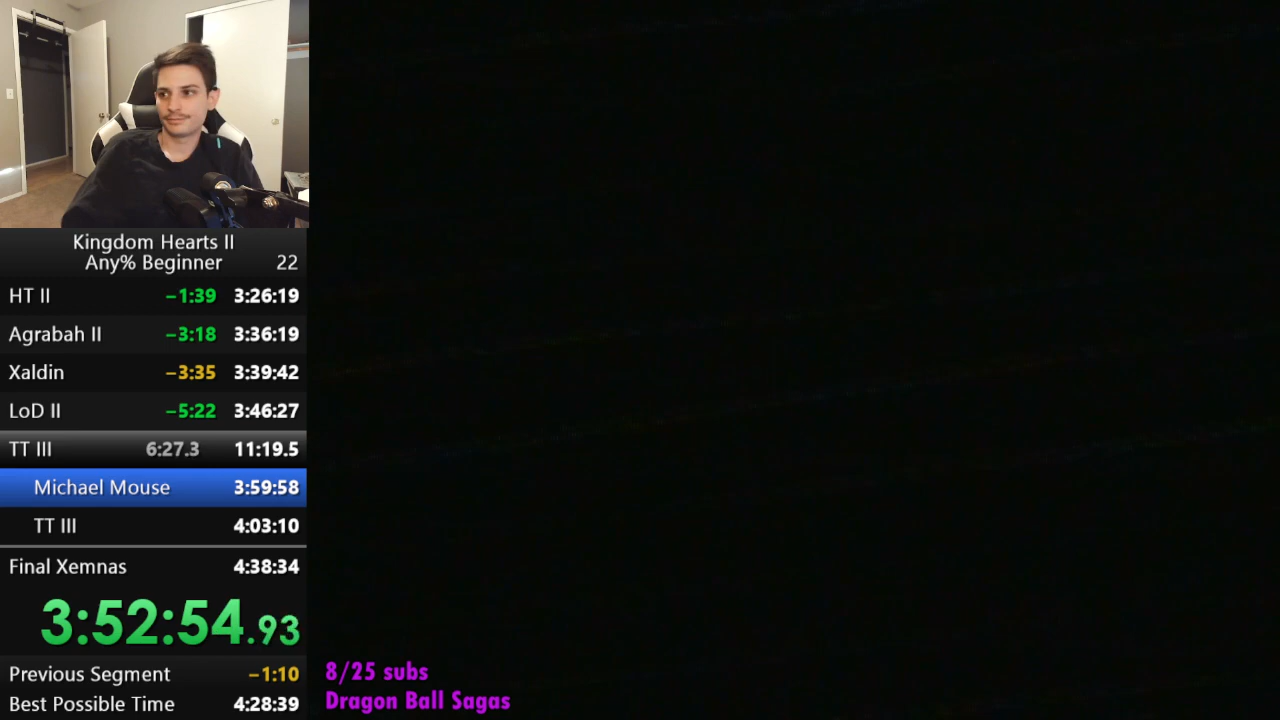 Kingdom Hearts II
Any% Beginner 22
HT II -1:39 3:26:19
Agrabah II -3:18 3:36:19
Xaldin -3:35 3:39:42
LoD II -5:22 3:46:27
TT III 6:27.3 11:19.5
Michael Mouse 3:59:58
TT III 4:03:10
Final Xemnas 4:38:34
3:52:54.93
Previous Segment -1:10
Best Possible Time 4:28:39
8/25 subs
Dragon Ball Sagas